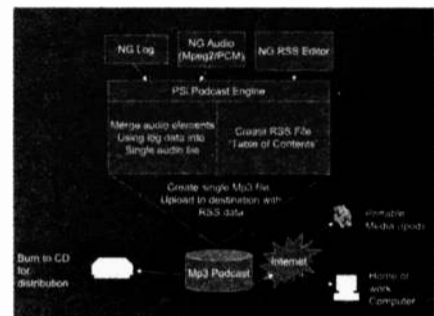 NG Log
NG Audio
(Mpeg2/PCM)
NG RSS Editor
PSI Podcast Engine
Merge audio elements
Using log data into
Single audio file
Create RSS File
"Table of Contents"
Create single Mp3 file.
Upload to destination with
RSS data
Burn to CD
for
distribution
Mp3 Podcast
Internet
Portable
Media
Home or
work
Computer